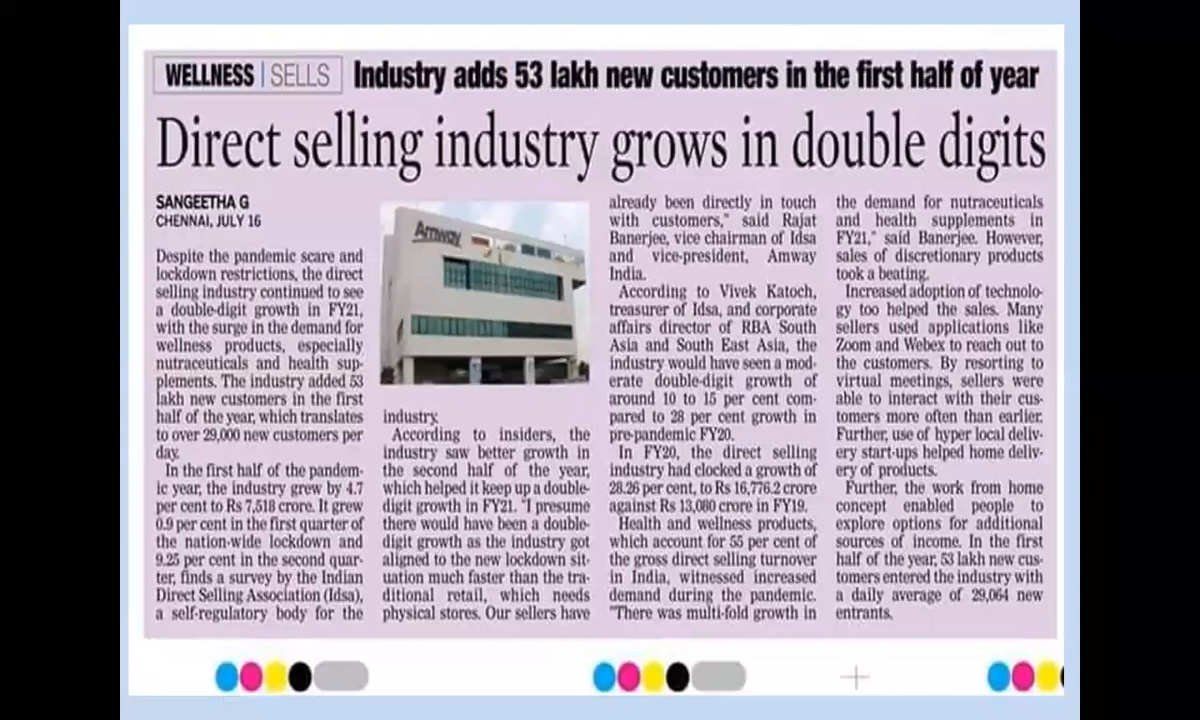 WELLNESS | SELLS Industry adds 53 lakh new customers in the first half of year
Direct selling industry grows in double digits
SANGEETHA G
CHENNAI, JULY 16
Despite the pandemic scare and
lockdown restrictions, the direct
selling industry continued to see
a double-digit growth in FY21,
with the surge in the demand for
wellness products, especially
nutraceuticals and health sup-
plements. The industry added 53
lakh new customers in the first
half of the year, which translates
to over 29,000 new customers per
day.
In the first half of the pandem-
ic year, the industry grew by 4.7
per cent to Rs 7,518 crore. It grew
0.9 per cent in the first quarter of
the nation-wide lockdown and
9.25 per cent in the second quar-
ter, finds a survey by the Indian
Direct Selling Association (Idsa),
a self-regulatory body for the
Amway
industry.
According to insiders, the
industry saw better growth in
the second half of the year,
which helped it keep up a double-
digit growth in FY21. "I presume
there would have been a double-
digit growth as the industry got
aligned to the new lockdown sit-
uation much faster than the tra-
ditional retail, which needs
physical stores. Our sellers have
already been directly in touch
with customers," said Rajat
Banerjee, vice chairman of Idsa
and vice-president, Amway
India.
According to Vivek Katoch,
treasurer of Idsa, and corporate
affairs director of RBA South
Asia and South East Asia, the
industry would have seen a mod-
erate double-digit growth of
around 10 to 15 per cent com-
pared to 28 per cent growth in
pre-pandemic FY20.
In FY20, the direct selling
industry had clocked a growth of
28.26 per cent, to Rs 16,776.2 crore
against Rs 13,080 crore in FY19.
Health and wellness products,
which account for 55 per cent of
the gross direct selling turnover
in India, witnessed increased
demand during the pandemic.
"There was multi-fold growth in
the demand for nutraceuticals
and health supplements in
FY21," said Banerjee. However,
sales of discretionary products
took a beating.
Increased adoption of technolo-
gy too helped the sales. Many
sellers used applications like
Zoom and Webex to reach out to
the customers. By resorting to
virtual meetings, sellers were
able to interact with their cus-
tomers more often than earlier.
Further, use of hyper local deliv-
ery start-ups helped home deliv-
ery of products.
Further, the work from home
concept enabled people to
explore options for additional
sources of income. In the first
half of the year, 53 lakh new cus-
tomers entered the industry with
a daily average of 29,064 new
entrants.